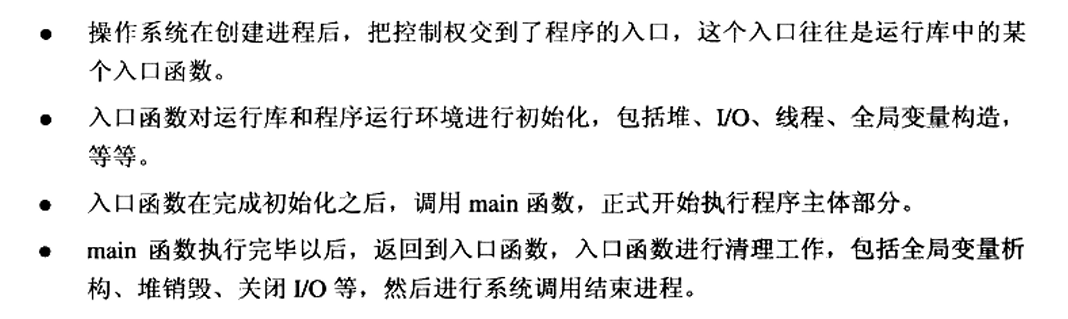 ● 操作系统在创建进程后，把控制权交到了程序的入口，这个入口往往是运行库中的某
个入口函数。
● 入口函数对运行库和程序运行环境进行初始化，包括堆、I/O、线程、全局变量构造，
等等。
● 入口函数在完成初始化之后，调用 main 函数，正式开始执行程序主体部分。
● main 函数执行完毕以后，返回到入口函数，入口函数进行清理工作，包括全局变量析
构、堆销毁、关闭 I/O 等，然后进行系统调用结束进程。